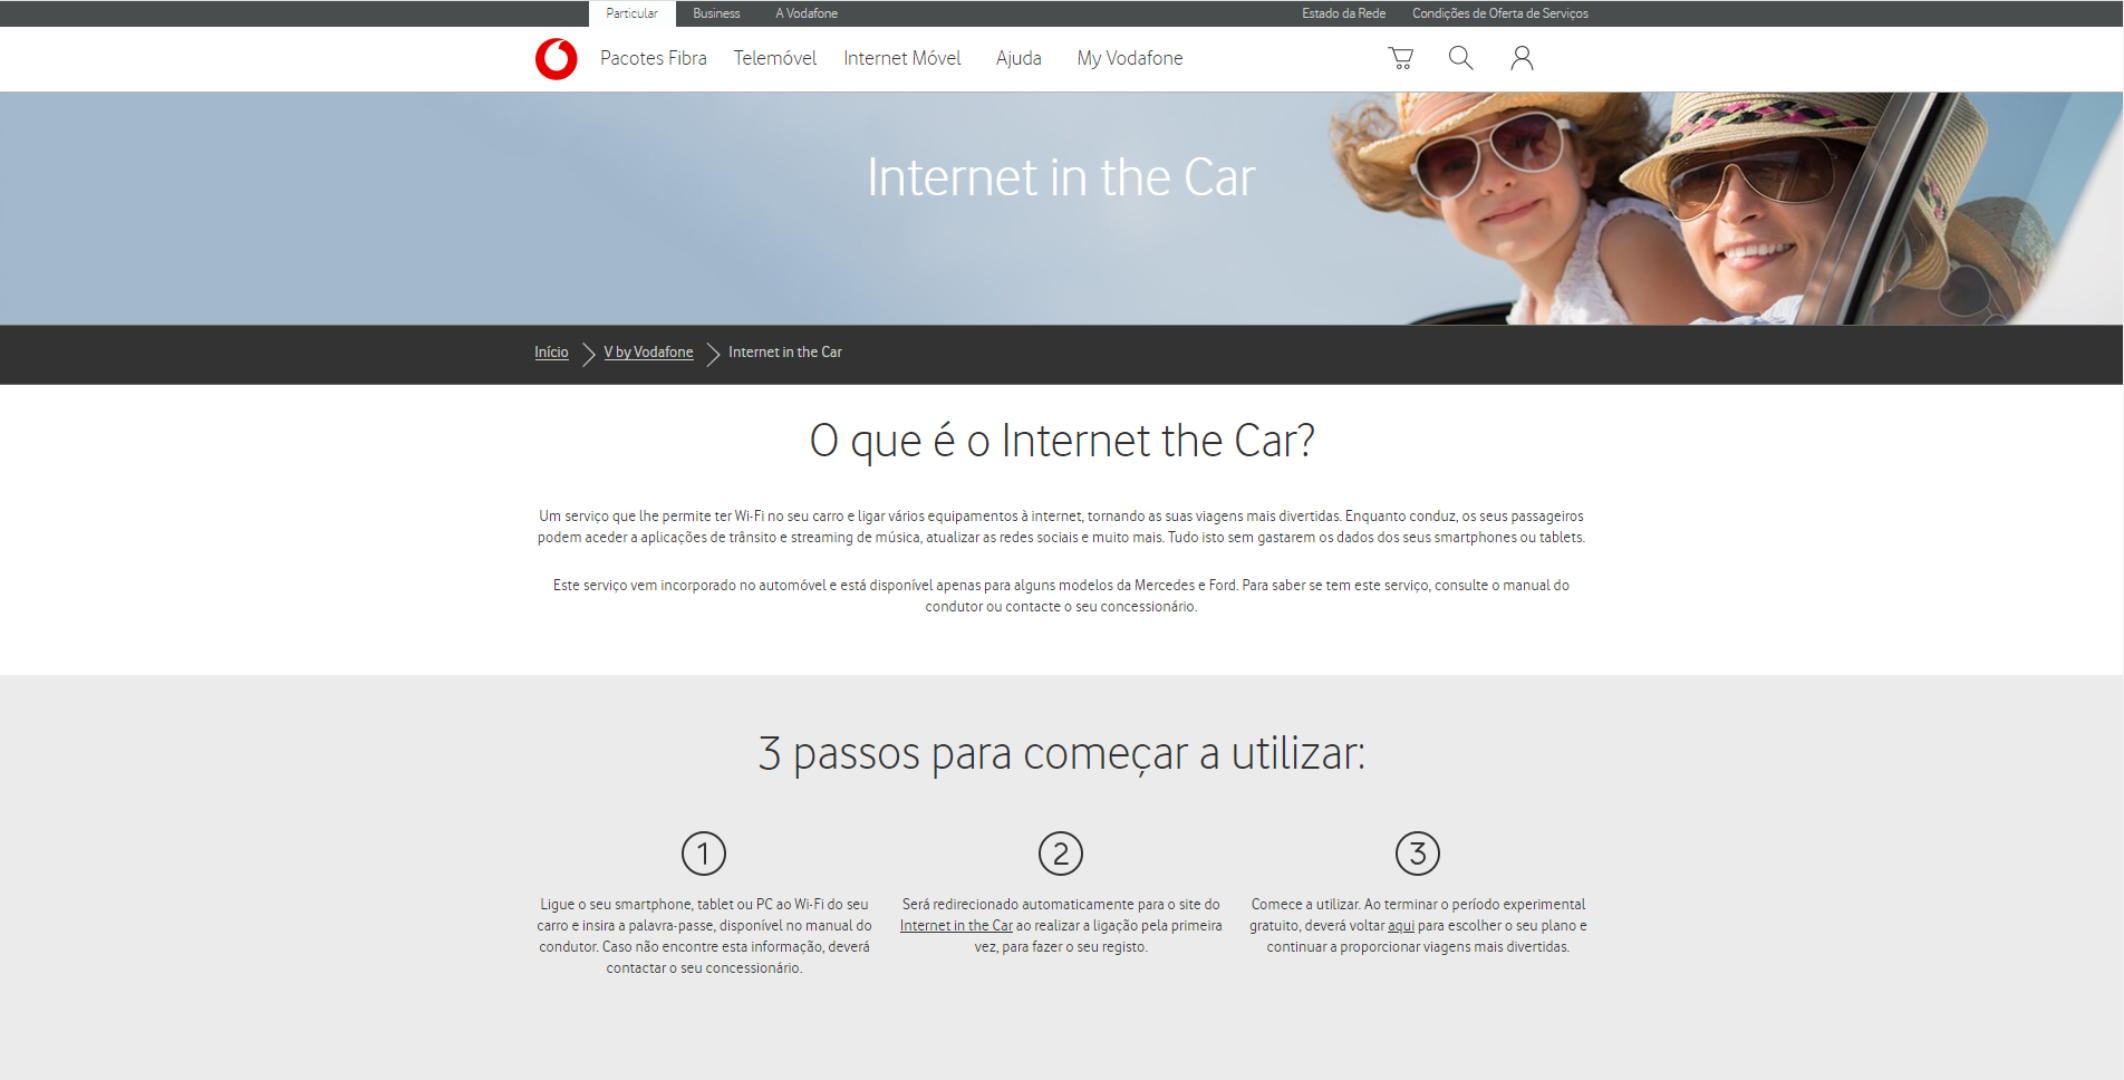 Particular Business A Vodafone Estado da Rede Condições de Oferta de Serviços
Pacotes Fibra Telemóvel Internet Móvel Ajuda My Vodafone
Internet in the Car
Início V by Vodafone Internet in the Car
O que é o Internet the Car?
Um serviço que lhe permite ter Wi-Fi no seu carro e ligar vários equipamentos à internet, tornando as suas viagens mais divertidas. Enquanto conduz, os seus passageiros
podem aceder a aplicações de trânsito e streaming de música, atualizar as redes sociais e muito mais. Tudo isto sem gastarem os dados dos seus smartphones ou tablets.
Este serviço vem incorporado no automóvel e está disponível apenas para alguns modelos da Mercedes e Ford. Para saber se tem este serviço, consulte o manual do
condutor ou contacte o seu concessionário.
3 passos para começar a utilizar:
1
Ligue o seu smartphone, tablet ou PC ao Wi-Fi do seu
carro e insira a palavra-passe, disponível no manual do
condutor. Caso não encontre esta informação, deverá
contactar o seu concessionário.
2
Será redirecionado automaticamente para o site do
Internet in the Car ao realizar a ligação pela primeira
vez, para fazer o seu registo.
3
Comece a utilizar. Ao terminar o período experimental
gratuito, deverá voltar aqui para escolher o seu plano e
continuar a proporcionar viagens mais divertidas.